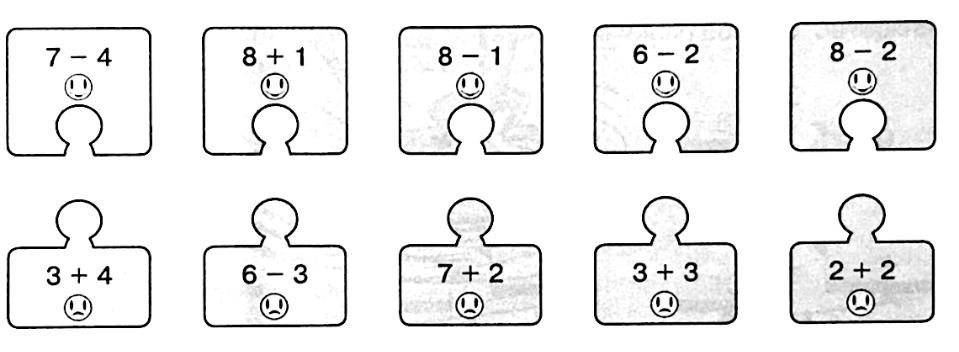 7 − 4
8 + 1
8 − 1
6 − 2
8 − 2
3 + 4
6 − 3
7 + 2
3 + 3
2 + 2